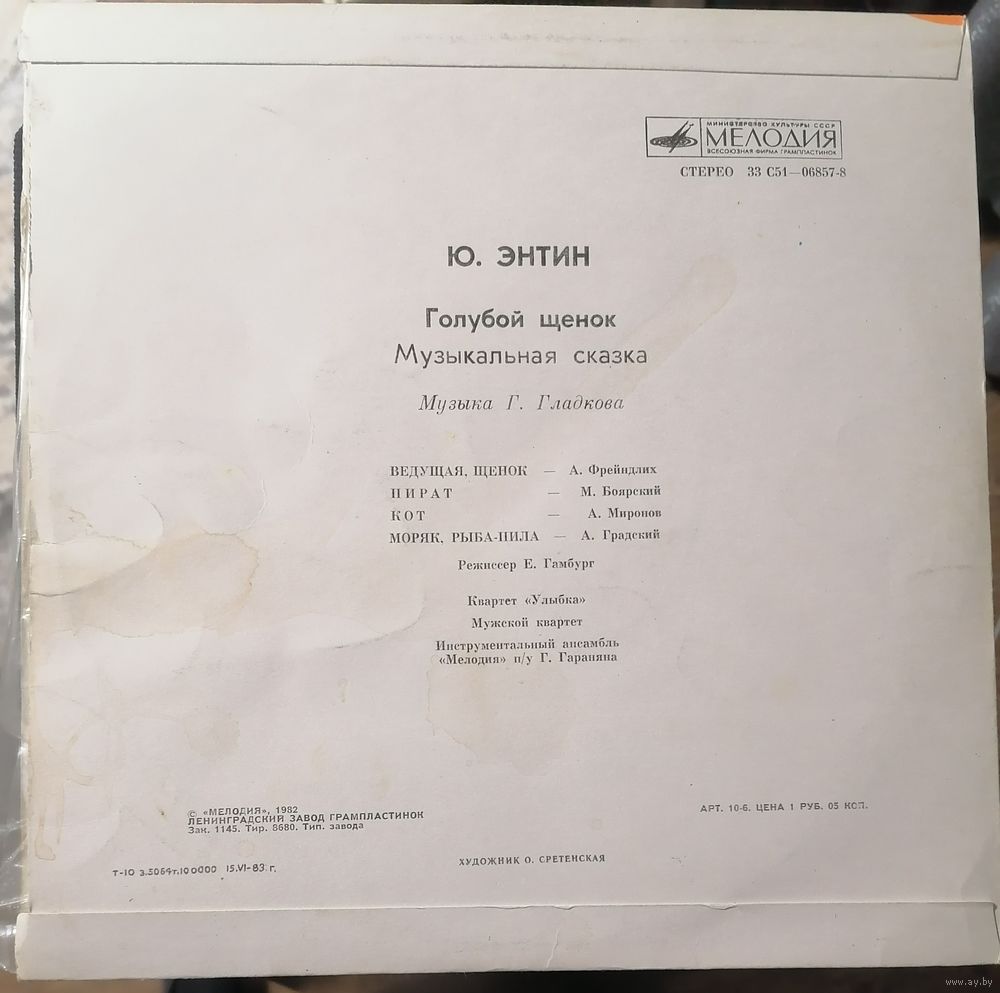 МИНИСТЕРСТВО КУЛЬТУРЫ СССР
МЕЛОДИЯ
ВСЕСОЮЗНАЯ ФИРМА ГРАМПЛАСТИНОК
СТЕРЕО 33 С51—06857-8
Ю. ЭНТИН
Голубой щенок
Музыкальная сказка
Музыка Г. Гладкова
ВЕДУЩАЯ, ЩЕНОК — А. Фрейндлих
ПИРАТ — М. Боярский
КОТ — А. Миронов
МОРЯК, РЫБА-ПИЛА — А. Градский
Режиссер Е. Гамбург
Квартет «Улыбка»
Мужской квартет
Инструментальный ансамбль
«Мелодия» п/у Г. Гараняна
© «МЕЛОДИЯ», 1982
ЛЕНИНГРАДСКИЙ ЗАВОД ГРАМПЛАСТИНОК
Зак. 1145. Тир. 8680. Тип. завода
АРТ. 10-6. ЦЕНА 1 РУБ. 05 КОП.
ХУДОЖНИК О. СРЕТЕНСКАЯ
Т-10 З.5064т.100000 15.VI-83 г.
www.ay.by